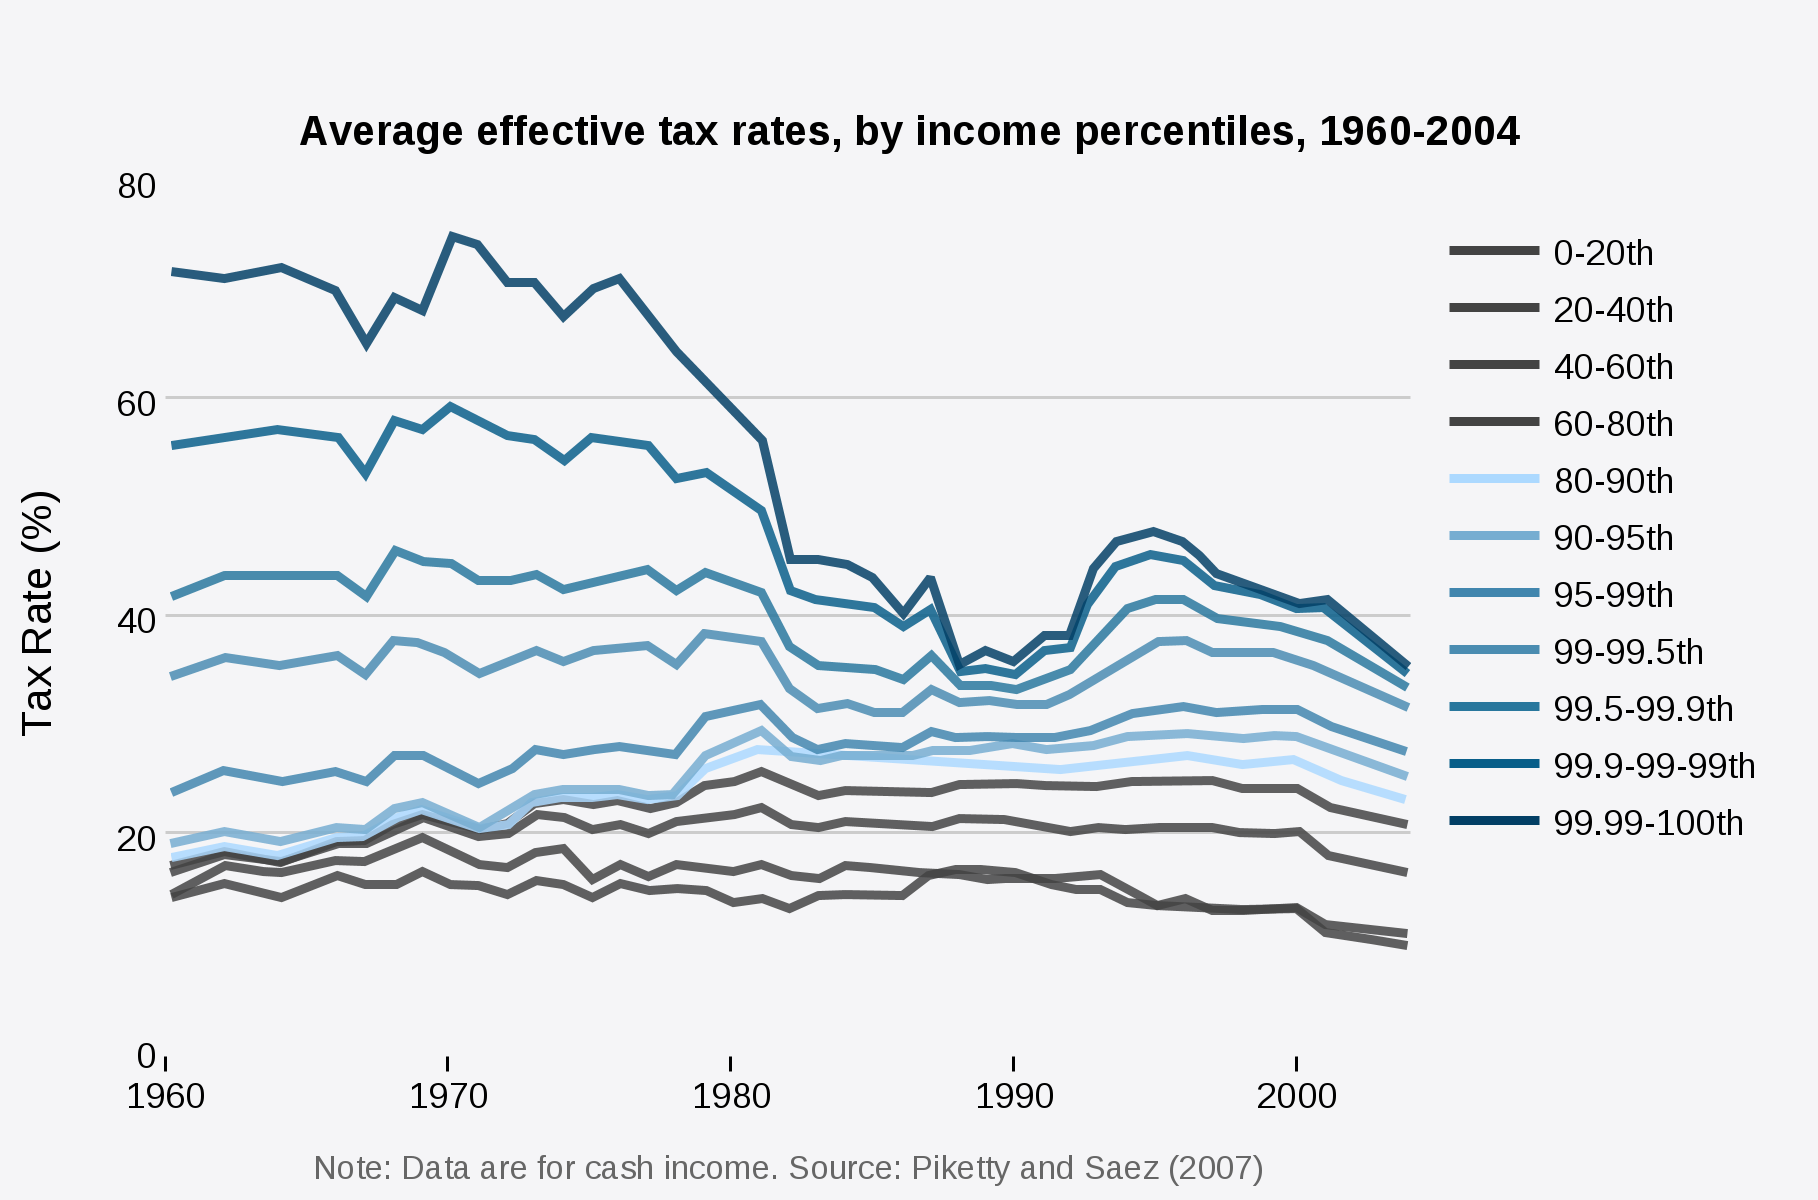 Average effective tax rates, by income percentiles, 1960-2004
80
60
40
20
0
Tax Rate (%)
1960 1970 1980 1990 2000
0-20th
20-40th
40-60th
60-80th
80-90th
90-95th
95-99th
99-99.5th
99.5-99.9th
99.9-99-99th
99.99-100th
Note: Data are for cash income. Source: Piketty and Saez (2007)